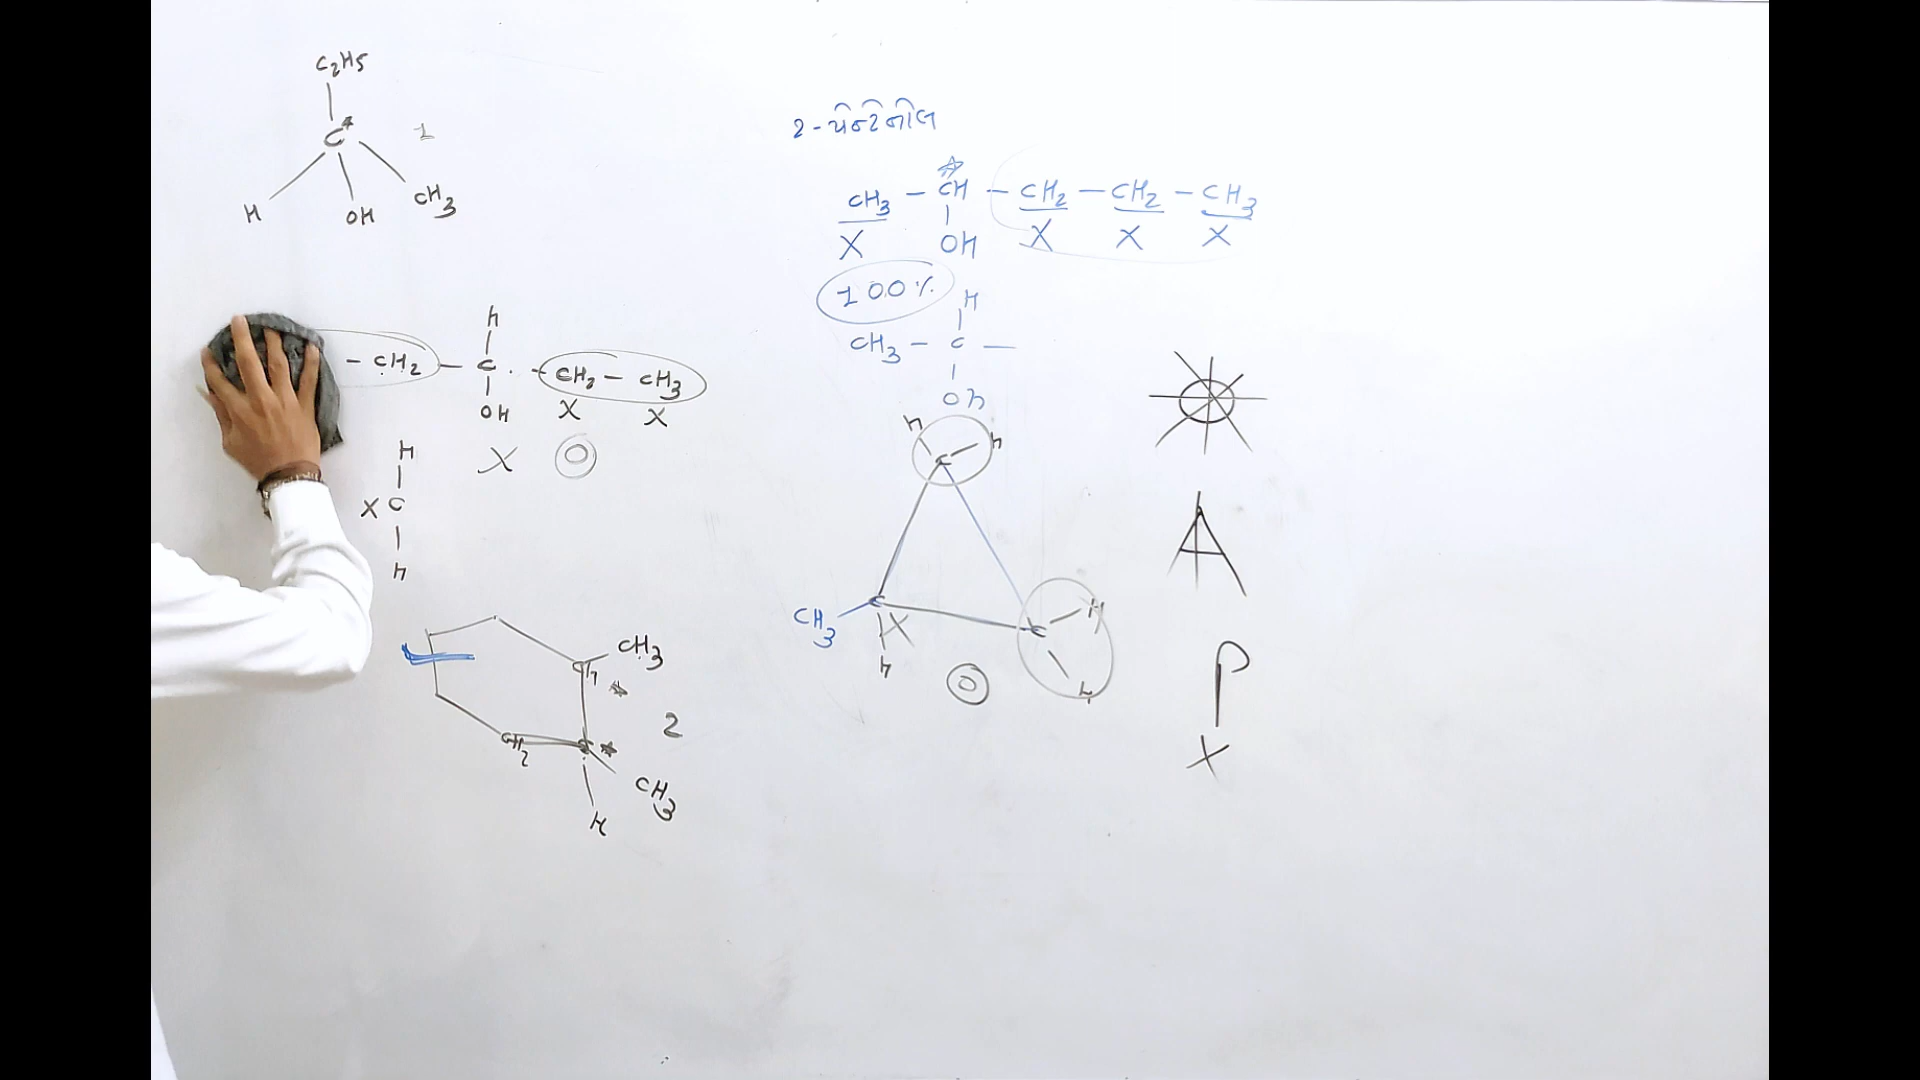 C2H5
C*
1
H OH CH3
H
- CH2 - C - CH2 - CH3
OH X X
X O
H
X C
H
CH3
CH *
2
CH2 C*
CH3
H
2-પેન્ટેનોલ
CH3 - CH - CH2 - CH2 - CH3
X OH X X X
100%
H
CH3 - C -
OH
H H
C
CH3 C X C H
H H
O
A
P
X